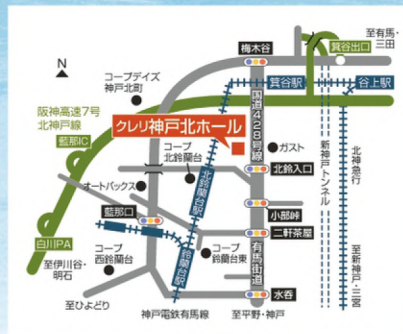 至有馬・
三田
梅木谷
箕谷出口
N
コープデイズ
神戸北町
箕谷駅
谷上駅
阪神高速7号
北神戸線
クレリ神戸北ホール
国道428号線
ガスト
藍那IC
コープ
北鈴蘭台
北鈴入口
新神戸トンネル
北神急行
オートバックス
北鈴蘭台駅
藍那口
小部峠
二軒茶屋
白川PA
コープ
西鈴蘭台
鈴蘭台駅
コープ
鈴蘭台東
有馬街道
至伊川谷・
明石
至新神戸・三宮
水呑
至ひよどり
神戸電鉄有馬線
至平野・神戸